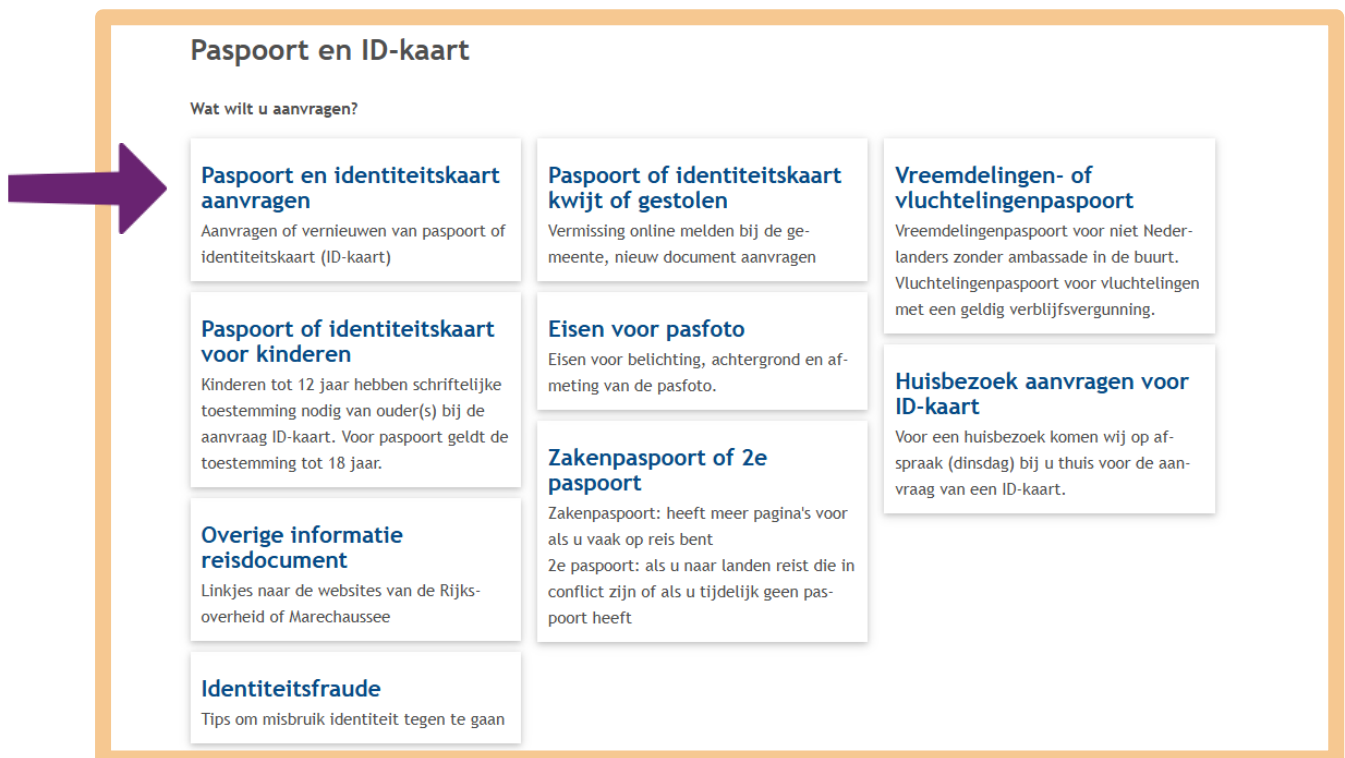 Paspoort en ID-kaart
Wat wilt u aanvragen?
Paspoort en identiteitskaart
aanvragen
Aanvragen of vernieuwen van paspoort of
identiteitskaart (ID-kaart)
Paspoort of identiteitskaart
voor kinderen
Kinderen tot 12 jaar hebben schriftelijke
toestemming nodig van ouder(s) bij de
aanvraag ID-kaart. Voor paspoort geldt de
toestemming tot 18 jaar.
Overige informatie
reisdocument
Linkjes naar de websites van de Rijks-
overheid of Marechaussee
Identiteitsfraude
Tips om misbruik identiteit tegen te gaan
Paspoort of identiteitskaart
kwijt of gestolen
Vermissing online melden bij de ge-
meente, nieuw document aanvragen
Eisen voor pasfoto
Eisen voor belichting, achtergrond en af-
meting van de pasfoto.
Zakenpaspoort of 2e
paspoort
Zakenpaspoort: heeft meer pagina's voor
als u vaak op reis bent
2e paspoort: als u naar landen reist die in
conflict zijn of als u tijdelijk geen pas-
poort heeft
Vreemdelingen- of
vluchtelingenpaspoort
Vreemdelingenpaspoort voor niet Neder-
landers zonder ambassade in de buurt.
Vluchtelingenpaspoort voor vluchtelingen
met een geldig verblijfsvergunning.
Huisbezoek aanvragen voor
ID-kaart
Voor een huisbezoek komen wij op af-
spraak (dinsdag) bij u thuis voor de aan-
vraag van een ID-kaart.